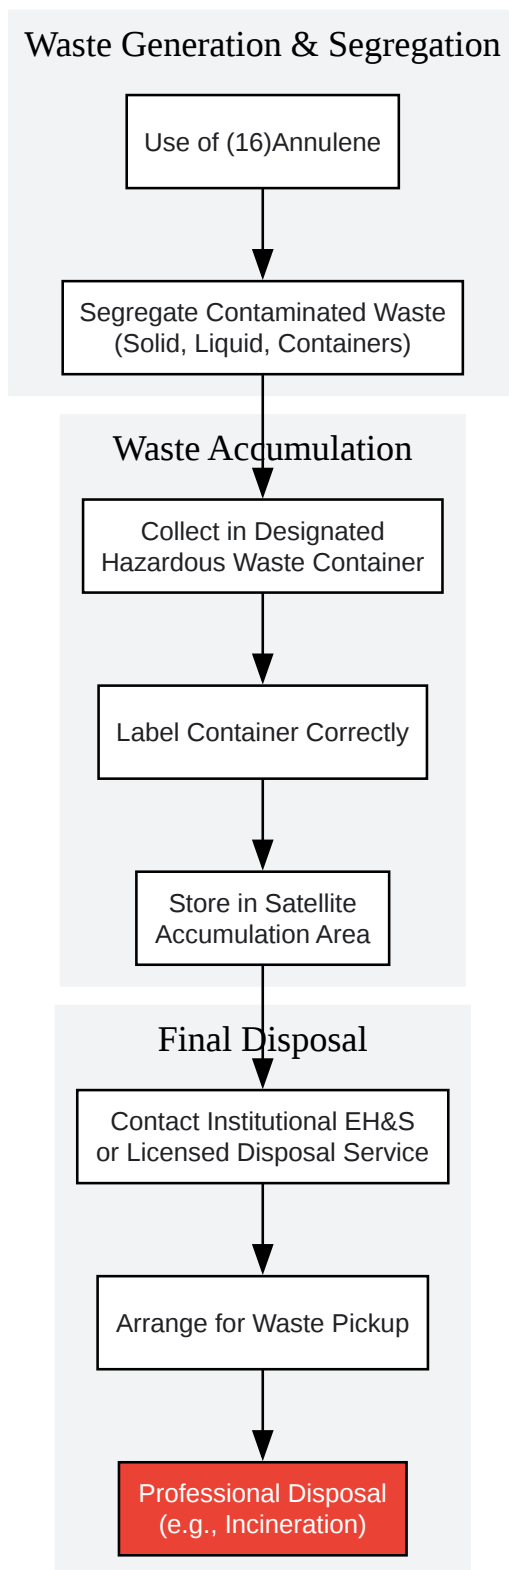 Waste Generation & Segregation
Use of (16)Annulene
Segregate Contaminated Waste
(Solid, Liquid, Containers)
Waste Accumulation
Collect in Designated
Hazardous Waste Container
Label Container Correctly
Store in Satellite
Accumulation Area
Final Disposal
Contact Institutional EH&S
or Licensed Disposal Service
Arrange for Waste Pickup
Professional Disposal
(e.g., Incineration)